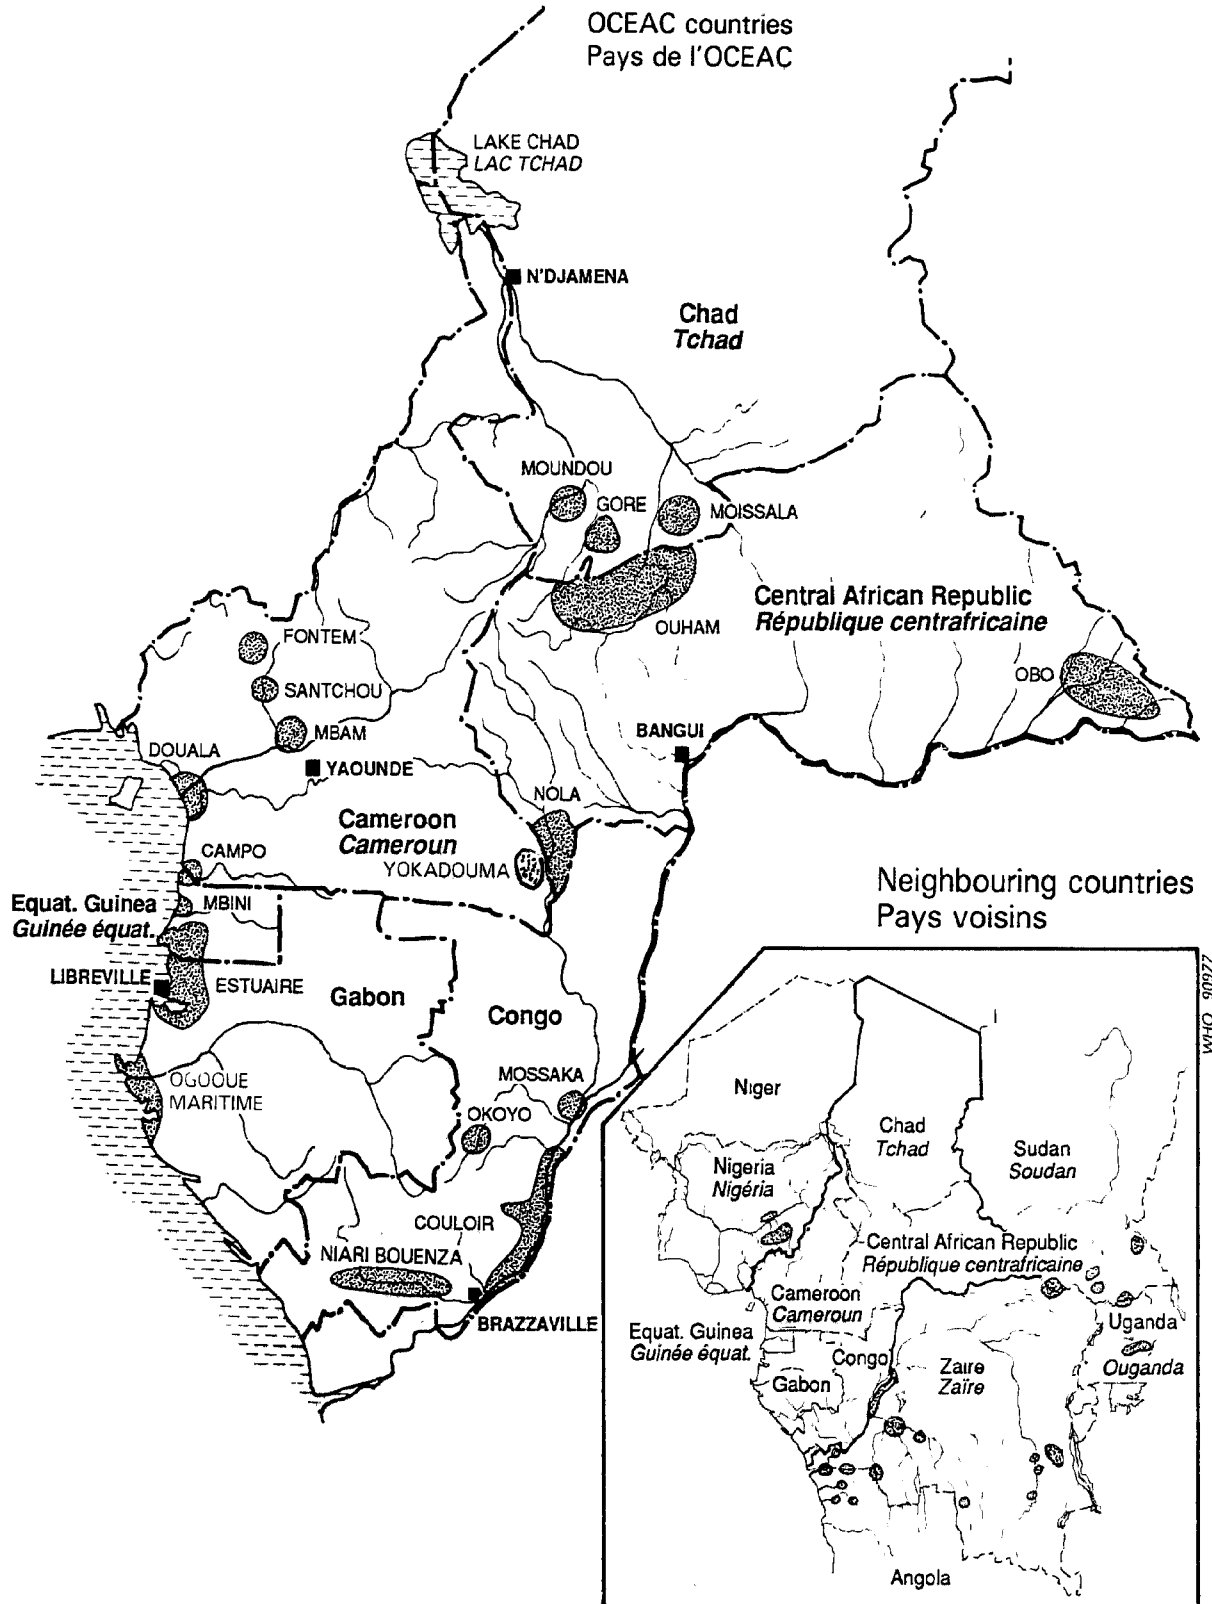 OCEAC countries
Pays de l'OCEAC
LAKE CHAD
LAC TCHAD
N'DJAMENA
Chad
Tchad
MOUNDOU
GORE
MOISSALA
Central African Republic
République centrafricaine
OUHAM
FONTEM
OBO
SANTCHOU
MBAM
BANGUI
DOUALA
YAOUNDE
NOLA
Cameroon
Cameroun
CAMPO
YOKADOUMA
Neighbouring countries
Pays voisins
Equat. Guinea
Guinée équat.
MBINI
LIBREVILLE
ESTUAIRE
Gabon
Congo
WHO 90977
MOSSAKA
OGOOUE
MARITIME
OKOYO
COULOIR
NIARI BOUENZA
BRAZZAVILLE
Niger
Chad
Tchad
Sudan
Soudan
Nigeria
Nigéria
Central African Republic
République centrafricaine
Cameroon
Cameroun
Uganda
Ouganda
Equat. Guinea
Guinée équat.
Congo
Gabon
Zaire
Zaïre
Angola